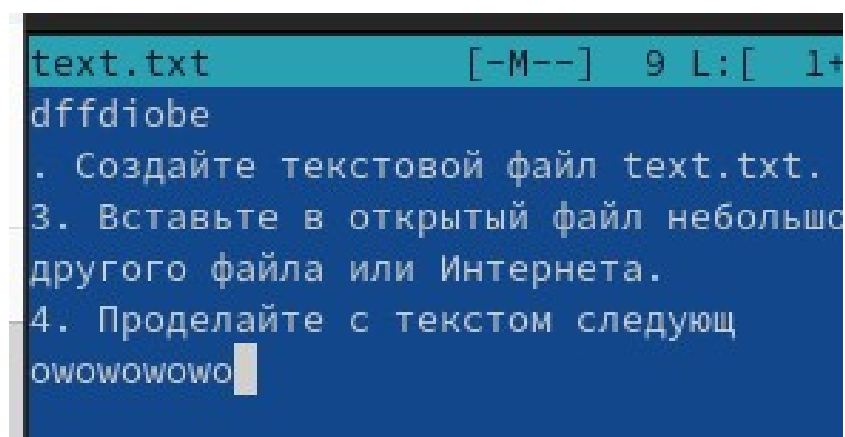 text.txt [-M--] 9 L:[ 1+
dffdiobe
. Создайте текстовой файл text.txt.
3. Вставьте в открытый файл небольшо
другого файла или Интернета.
4. Проделайте с текстом следующ
owowowowo